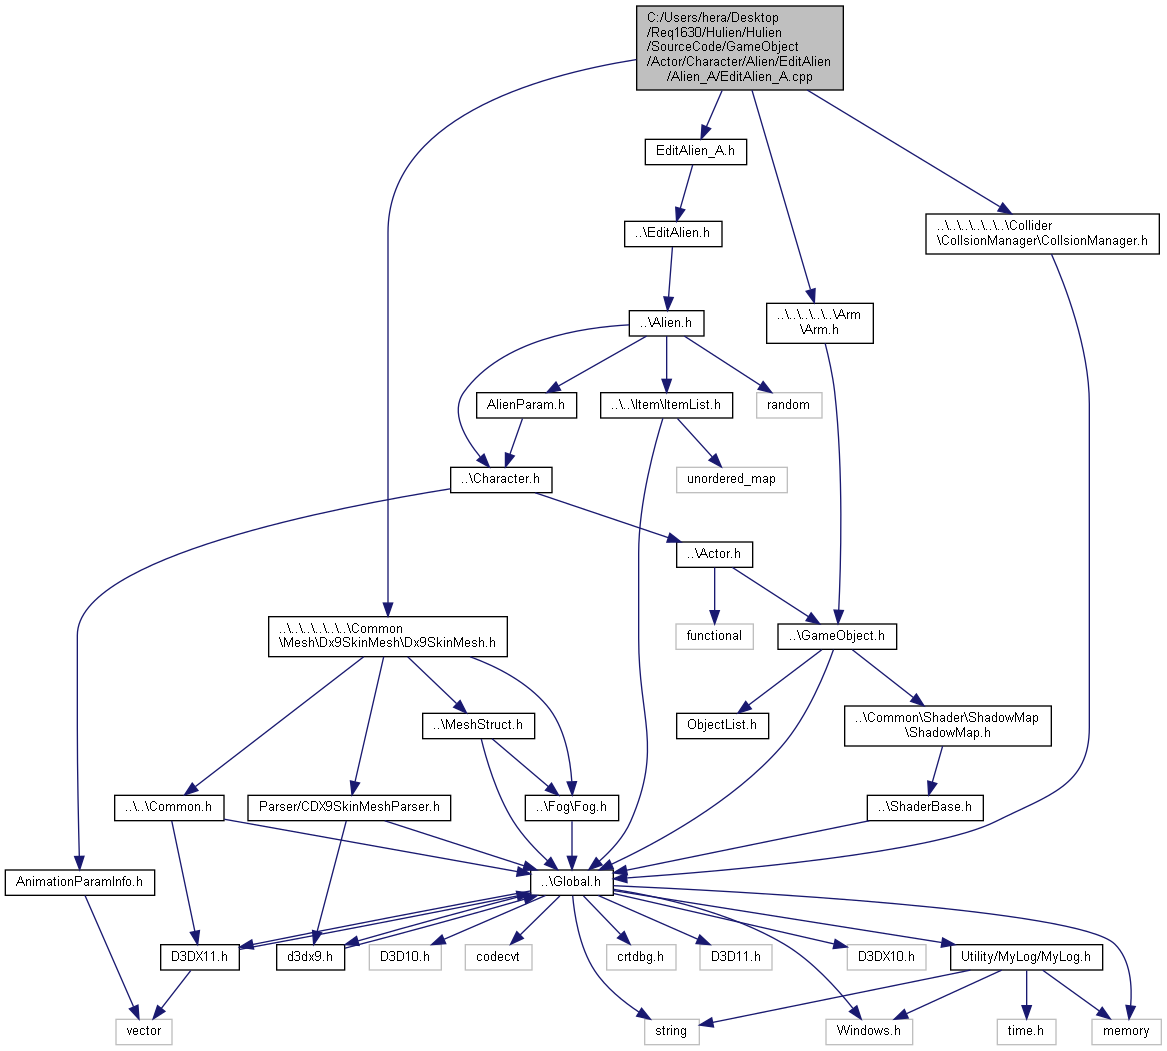 C:/Users/hera/Desktop
/Req1630/Hulien/Hulien
/SourceCode/GameObject
/Actor/Character/Alien/EditAlien
/Alien_A/EditAlien_A.cpp
EditAlien_A.h
..\EditAlien.h
..\..\..\..\..\..\Collider
\CollsionManager\CollsionManager.h
..\Alien.h
..\..\..\..\..\Arm
\Arm.h
AlienParam.h
..\..\Item\ItemList.h
random
..\Character.h
unordered_map
..\Actor.h
..\..\..\..\..\..\Common
\Mesh\Dx9SkinMesh\Dx9SkinMesh.h
functional
..\GameObject.h
..\MeshStruct.h
ObjectList.h
..\Common\Shader\ShadowMap
\ShadowMap.h
..\..\Common.h
Parser/CDX9SkinMeshParser.h
..\Fog\Fog.h
..\ShaderBase.h
AnimationParamInfo.h
..\Global.h
D3DX11.h
d3dx9.h
D3D10.h
codecvt
crtdbg.h
D3D11.h
D3DX10.h
Utility/MyLog/MyLog.h
vector
string
Windows.h
time.h
memory